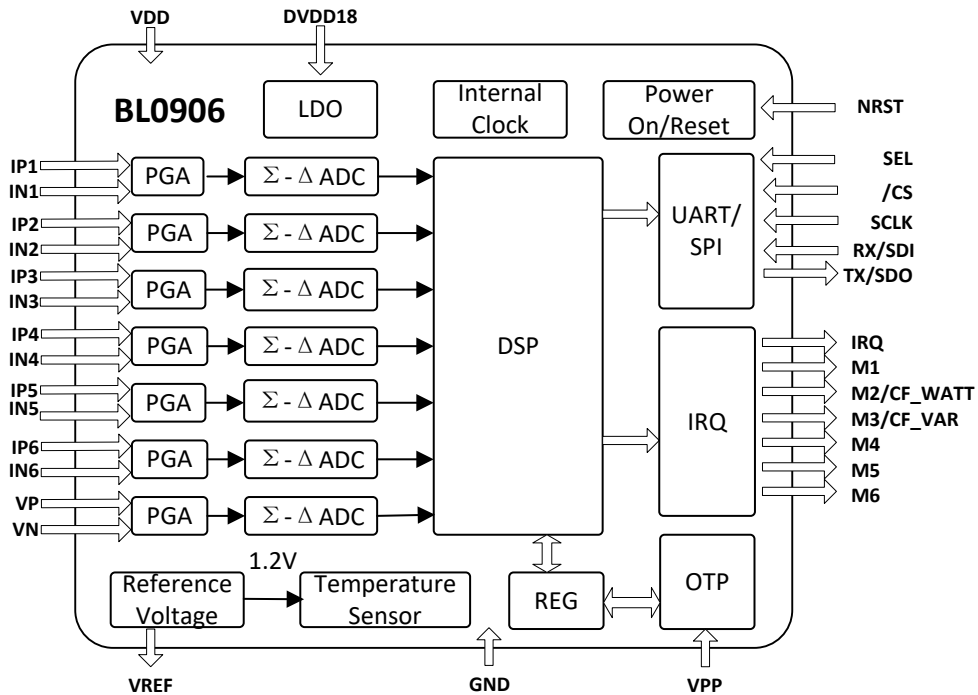 VDD
DVDD18
BL0906
LDO
Internal
Clock
Power
On/Reset
NRST
IP1
IN1
PGA
Σ - Δ ADC
SEL
/CS
IP2
IN2
PGA
Σ - Δ ADC
UART/
SPI
SCLK
RX/SDI
TX/SDO
IP3
IN3
PGA
Σ - Δ ADC
IP4
IN4
PGA
Σ - Δ ADC
DSP
IRQ
M1
M2/CF_WATT
M3/CF_VAR
M4
M5
M6
IRQ
IP5
IN5
PGA
Σ - Δ ADC
IP6
IN6
PGA
Σ - Δ ADC
VP
VN
PGA
Σ - Δ ADC
1.2V
Reference
Voltage
Temperature
Sensor
REG
OTP
VREF
GND
VPP